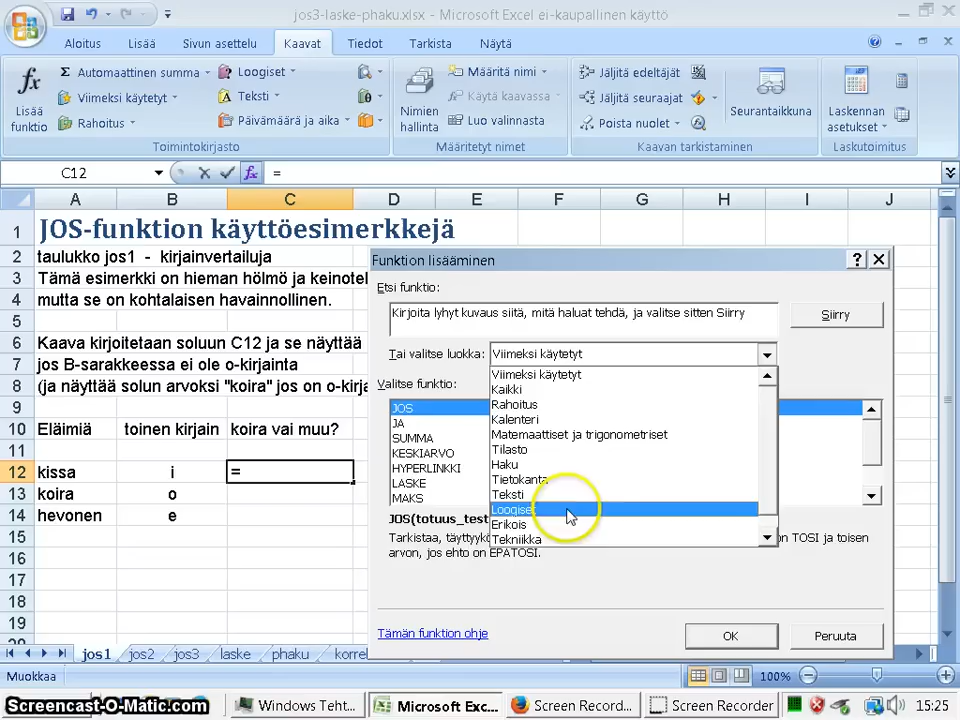 jos3-laske-phaku.xlsx - Microsoft Excel ei-kaupallinen käyttö
Aloitus Lisää Sivun asettelu Kaavat Tiedot Tarkista Näytä
fx Lisää funktio
Σ Automaattinen summa
Viimeksi käytetyt
Rahoitus
Loogiset
Teksti
Päivämäärä ja aika
Toimintokirjasto
Nimien hallinta
Määritä nimi
Käytä kaavassa
Luo valinnasta
Määritetyt nimet
Jäljitä edeltäjät
Jäljitä seuraajat
Poista nuolet
Kaavan tarkistaminen
Seurantaikkuna
Laskennan asetukset
Laskutoimitus
C12 fx =
A B C D E F G H I J
1 JOS-funktion käyttöesimerkkejä
2 taulukko jos1 - kirjainvertailuja
3 Tämä esimerkki on hieman hölmö ja keinotel
4 mutta se on kohtalaisen havainnollinen.
5
6 Kaava kirjoitetaan soluun C12 ja se näyttää
7 jos B-sarakkeessa ei ole o-kirjainta
8 (ja näyttää solun arvoksi "koira" jos on o-kirja
9
10 Eläimiä toinen kirjain koira vai muu?
11
12 kissa i =
13 koira o
14 hevonen e
15
16
17
18
19
Funktion lisääminen
Etsi funktio:
Kirjoita lyhyt kuvaus siitä, mitä haluat tehdä, ja valitse sitten Siirry
Siirry
Tai valitse luokka: Viimeksi käytetyt
Viimeksi käytetyt
Kaikki
Rahoitus
Kalenteri
Matemaattiset ja trigonometriset
Tilasto
Haku
Tietokanta
Teksti
Loogiset
Erikois
Tekniikka
Valitse funktio:
JOS
JA
SUMMA
KESKIARVO
HYPERLINKKI
LASKE
MAKS
JOS(totuus_test
Tarkistaa, täyttyykö on TOSI ja toisen
arvon, jos ehto on EPÄTOSI.
Tämän funktion ohje
OK Peruuta
jos1 jos2 jos3 laske phaku korre
Muokkaa 100%
Screencast-O-Matic.com Windows Teht... Microsoft Exc... Screen Record... Screen Recorder 15:25